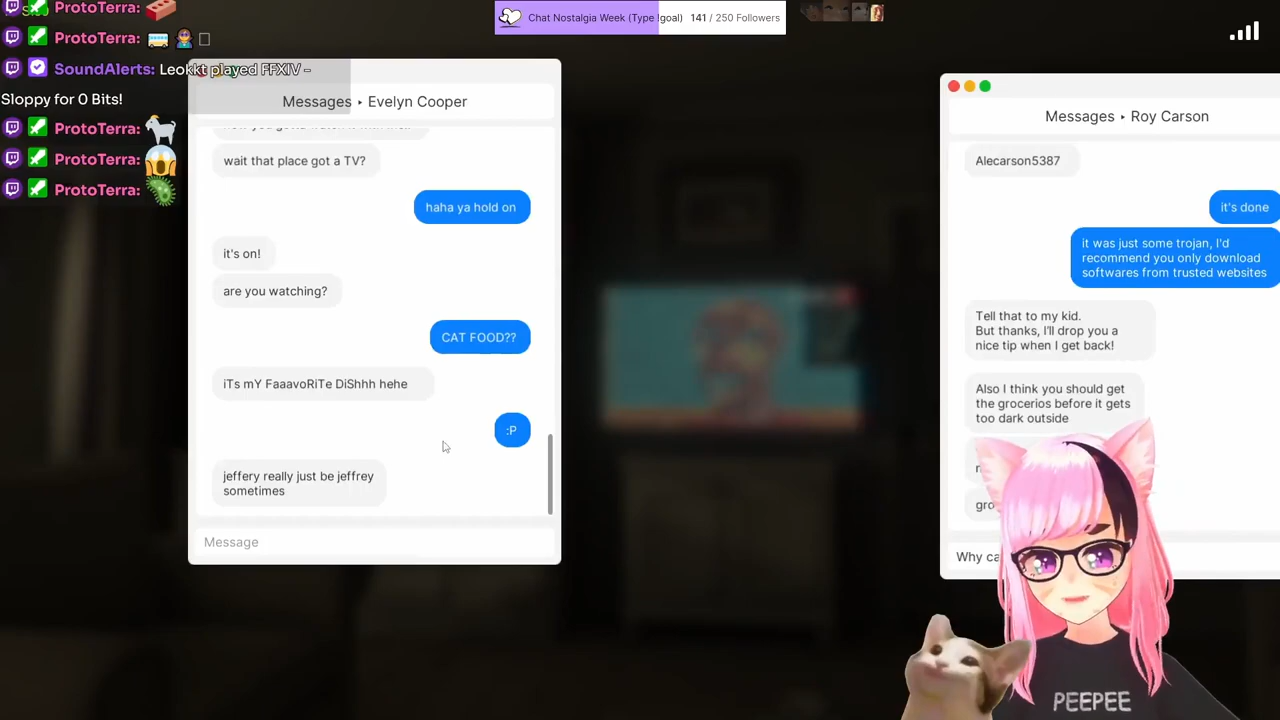 ProtoTerra:
ProtoTerra:
SoundAlerts: Leokkt played FFXIV -
Sloppy for 0 Bits!
ProtoTerra:
ProtoTerra:
ProtoTerra:
Chat Nostalgia Week (Type !goal) 141 / 250 Followers
Messages ‣ Evelyn Cooper
wait that place got a TV?
haha ya hold on
it's on!
are you watching?
CAT FOOD??
iTs mY FaaavoRiTe DiShhh hehe
:P
jeffery really just be jeffrey
sometimes
Message
Messages ‣ Roy Carson
Alecarson5387
it's done
it was just some trojan, I'd
recommend you only download
softwares from trusted websites
Tell that to my kid.
But thanks, I'll drop you a
nice tip when I get back!
Also I think you should get
the grocerios before it gets
too dark outside
Why
PEEPEE